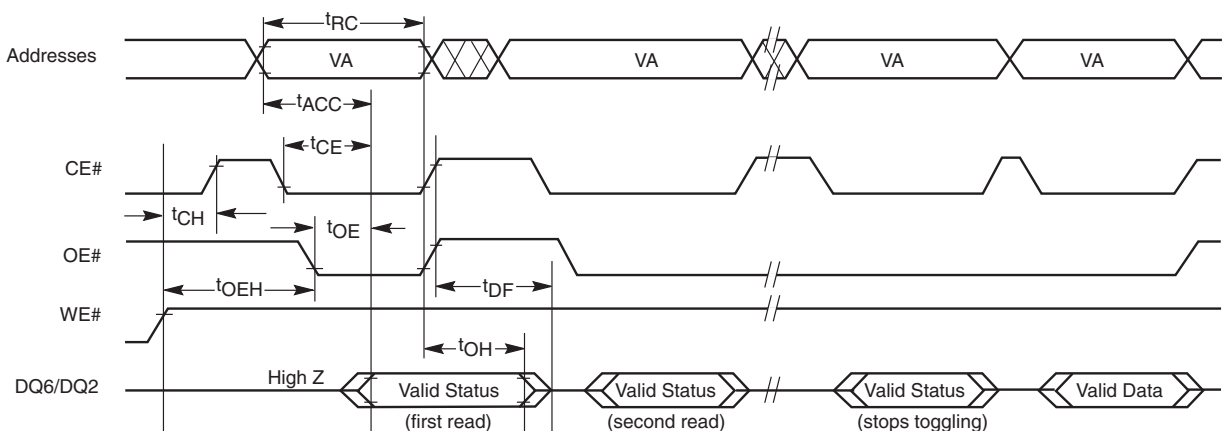 tRC
Addresses VA VA VA VA
tACC
tCE
CE#
tCH tOE
OE#
tOEH tDF
WE#
tOH
High Z
DQ6/DQ2 Valid Status Valid Status Valid Status Valid Data
(first read) (second read) (stops toggling)